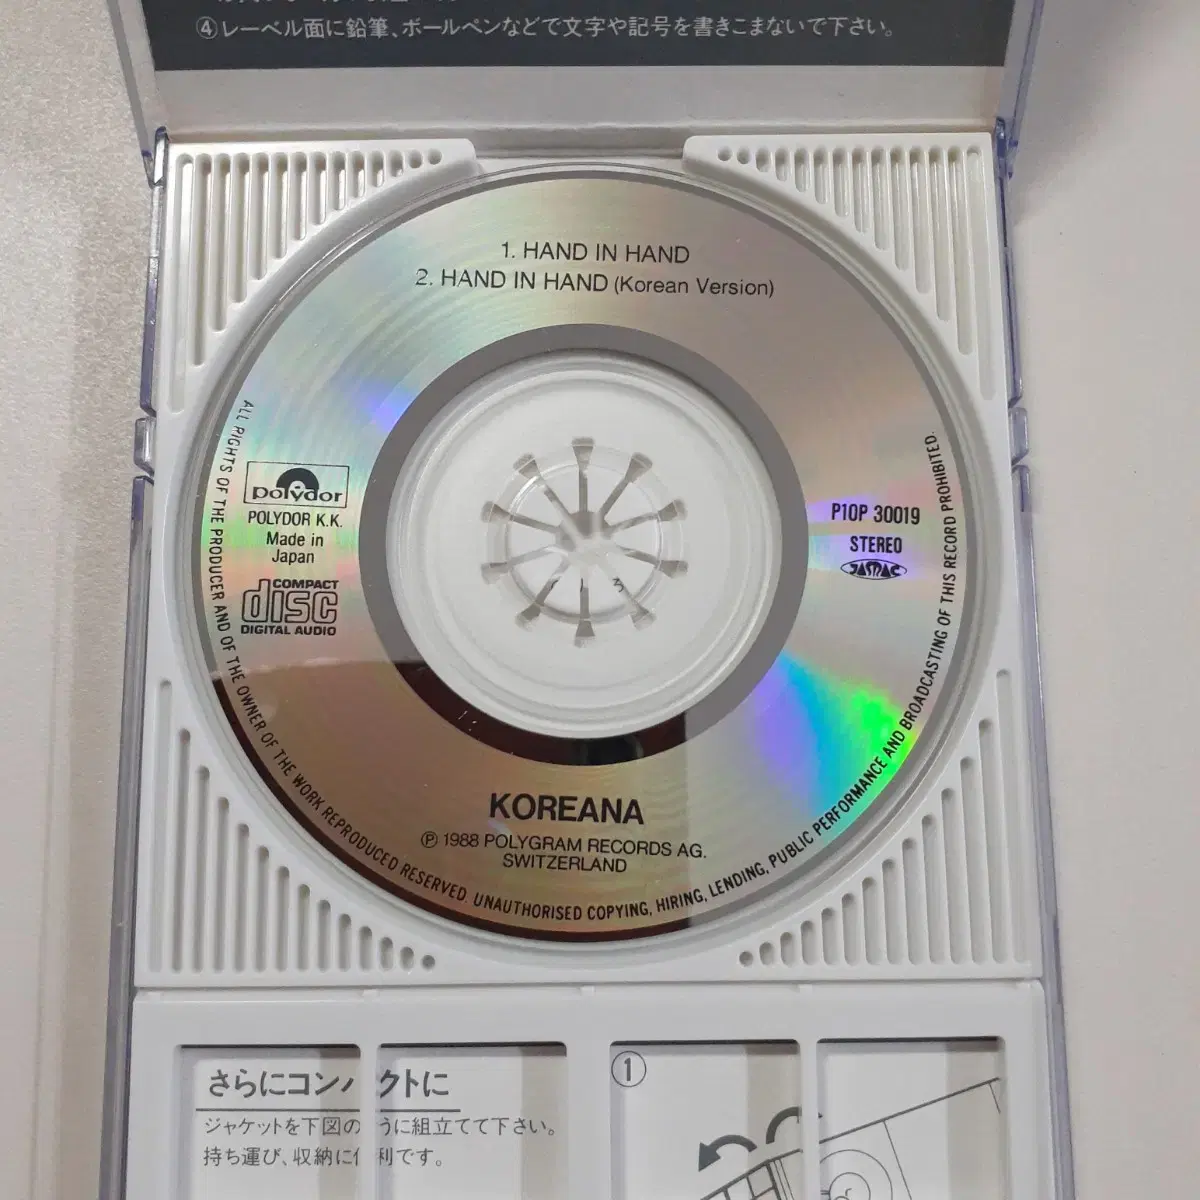 ④レーベル面に鉛筆、ボールペンなどで文字や記号を書きこまないで下さい。
1. HAND IN HAND
2. HAND IN HAND (Korean Version)
polydor
POLYDOR K.K.
Made in
Japan
COMPACT
disc
DIGITAL AUDIO
P10P 30019
STEREO
JASRAC
KOREANA
Ⓟ 1988 POLYGRAM RECORDS AG.
SWITZERLAND
ALL RIGHTS OF THE PRODUCER AND OF THE OWNER OF THE WORK REPRODUCED RESERVED. UNAUTHORISED COPYING, HIRING, LENDING, PUBLIC PERFORMANCE AND BROADCASTING OF THIS RECORD PROHIBITED.
さらにコンパクトに
ジャケットを下図のように組立てて下さい。
持ち運び、収納に便利です。
①